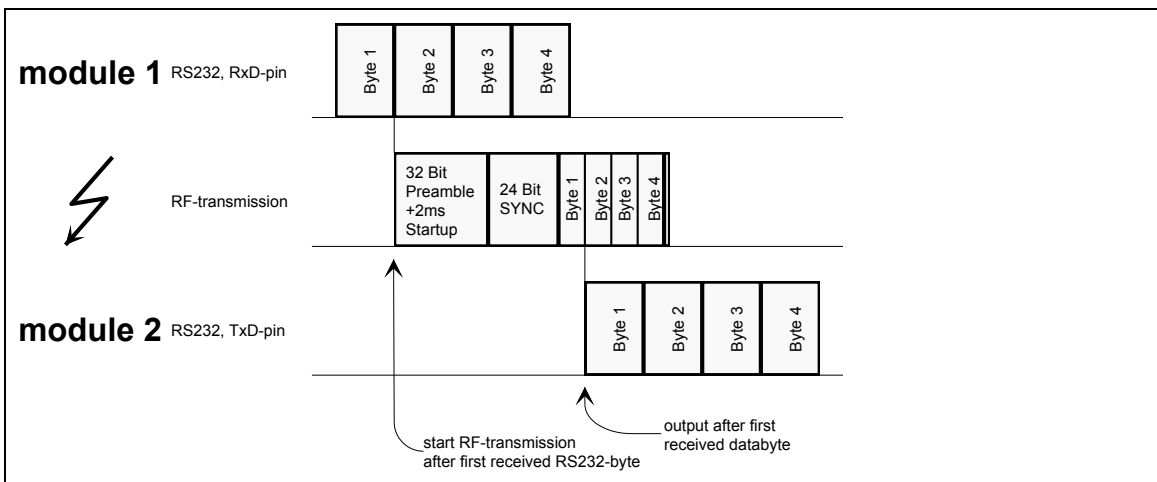 module 1 RS232, RxD-pin
Byte 1
Byte 2
Byte 3
Byte 4
RF-transmission
32 Bit
Preamble
+2ms
Startup
24 Bit
SYNC
Byte 1
Byte 2
Byte 3
Byte 4
module 2 RS232, TxD-pin
Byte 1
Byte 2
Byte 3
Byte 4
start RF-transmission
after first received RS232-byte
output after first
received databyte